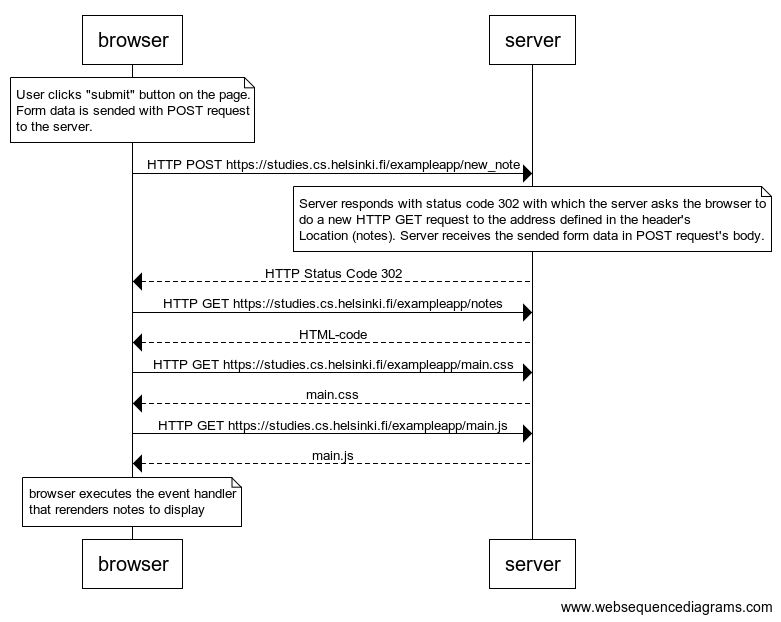 browser server
User clicks "submit" button on the page.
Form data is sended with POST request
to the server.
HTTP POST https://studies.cs.helsinki.fi/exampleapp/new_note
Server responds with status code 302 with which the server asks the browser to
do a new HTTP GET request to the address defined in the header's
Location (notes). Server receives the sended form data in POST request's body.
HTTP Status Code 302
HTTP GET https://studies.cs.helsinki.fi/exampleapp/notes
HTML-code
HTTP GET https://studies.cs.helsinki.fi/exampleapp/main.css
main.css
HTTP GET https://studies.cs.helsinki.fi/exampleapp/main.js
main.js
browser executes the event handler
that rerenders notes to display
browser server
www.websequencediagrams.com